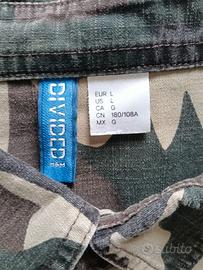 DIVIDED
EUR L
US L
CA G
CN 180/108A
MX G
subito